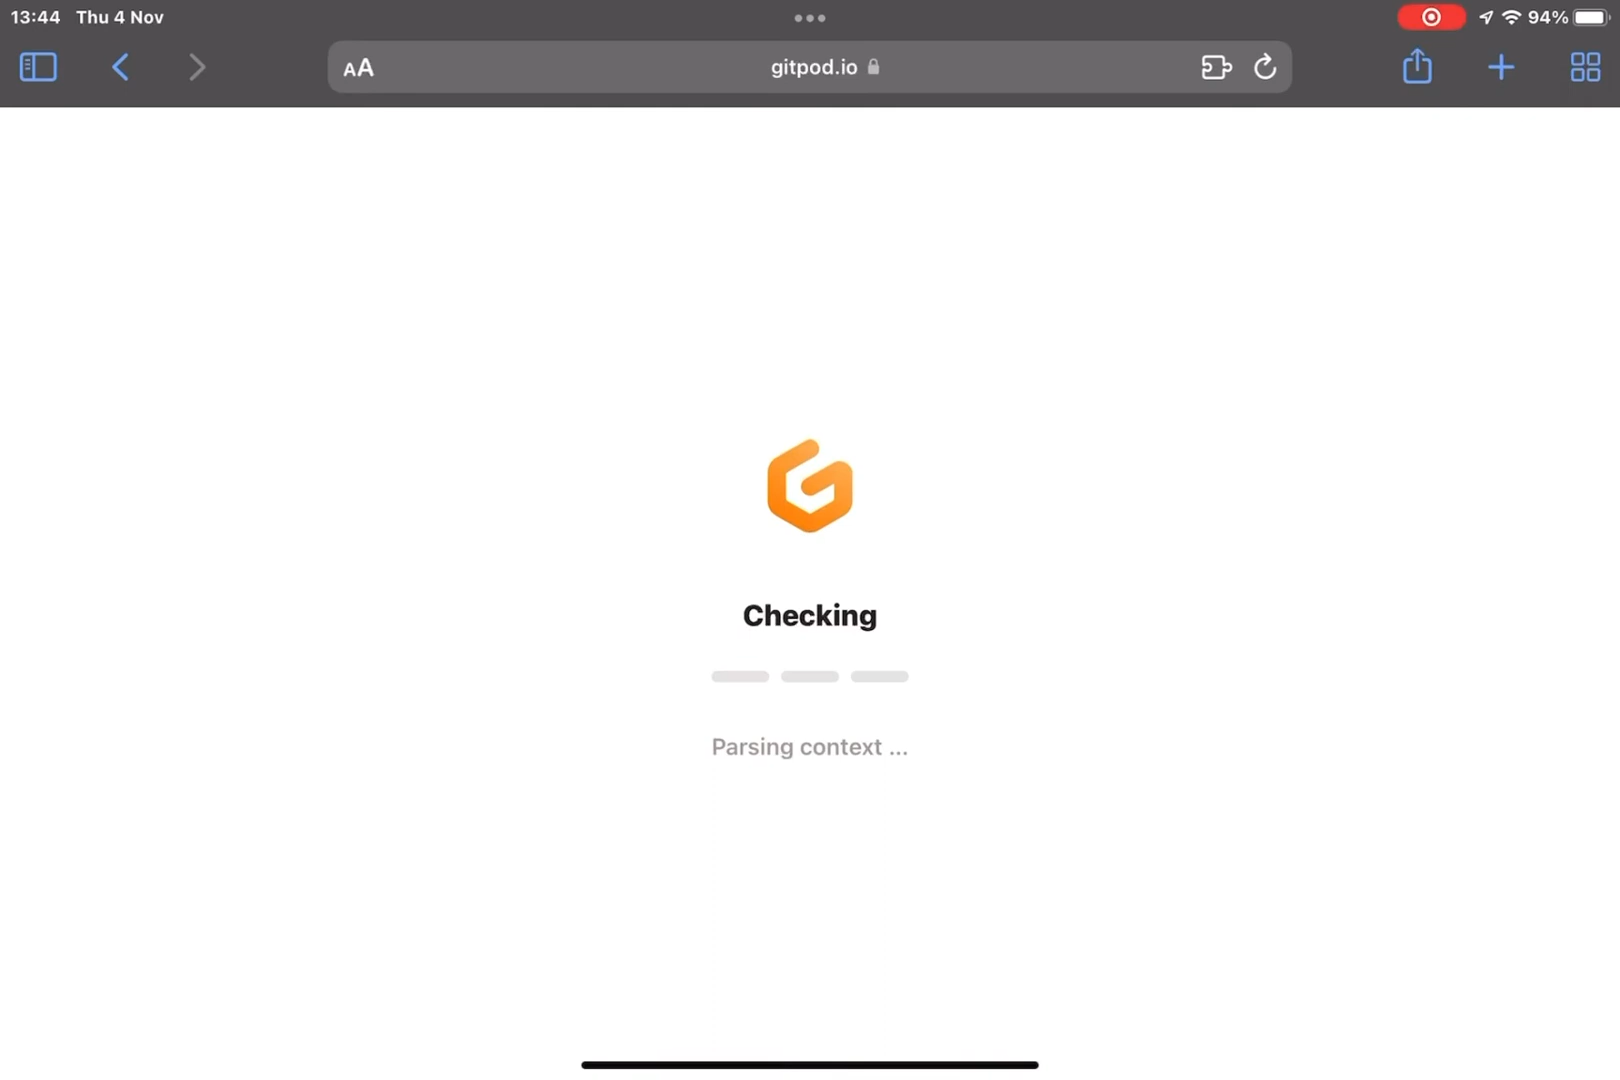 13:44 Thu 4 Nov
94%
AA
gitpod.io
Checking
Parsing context ...